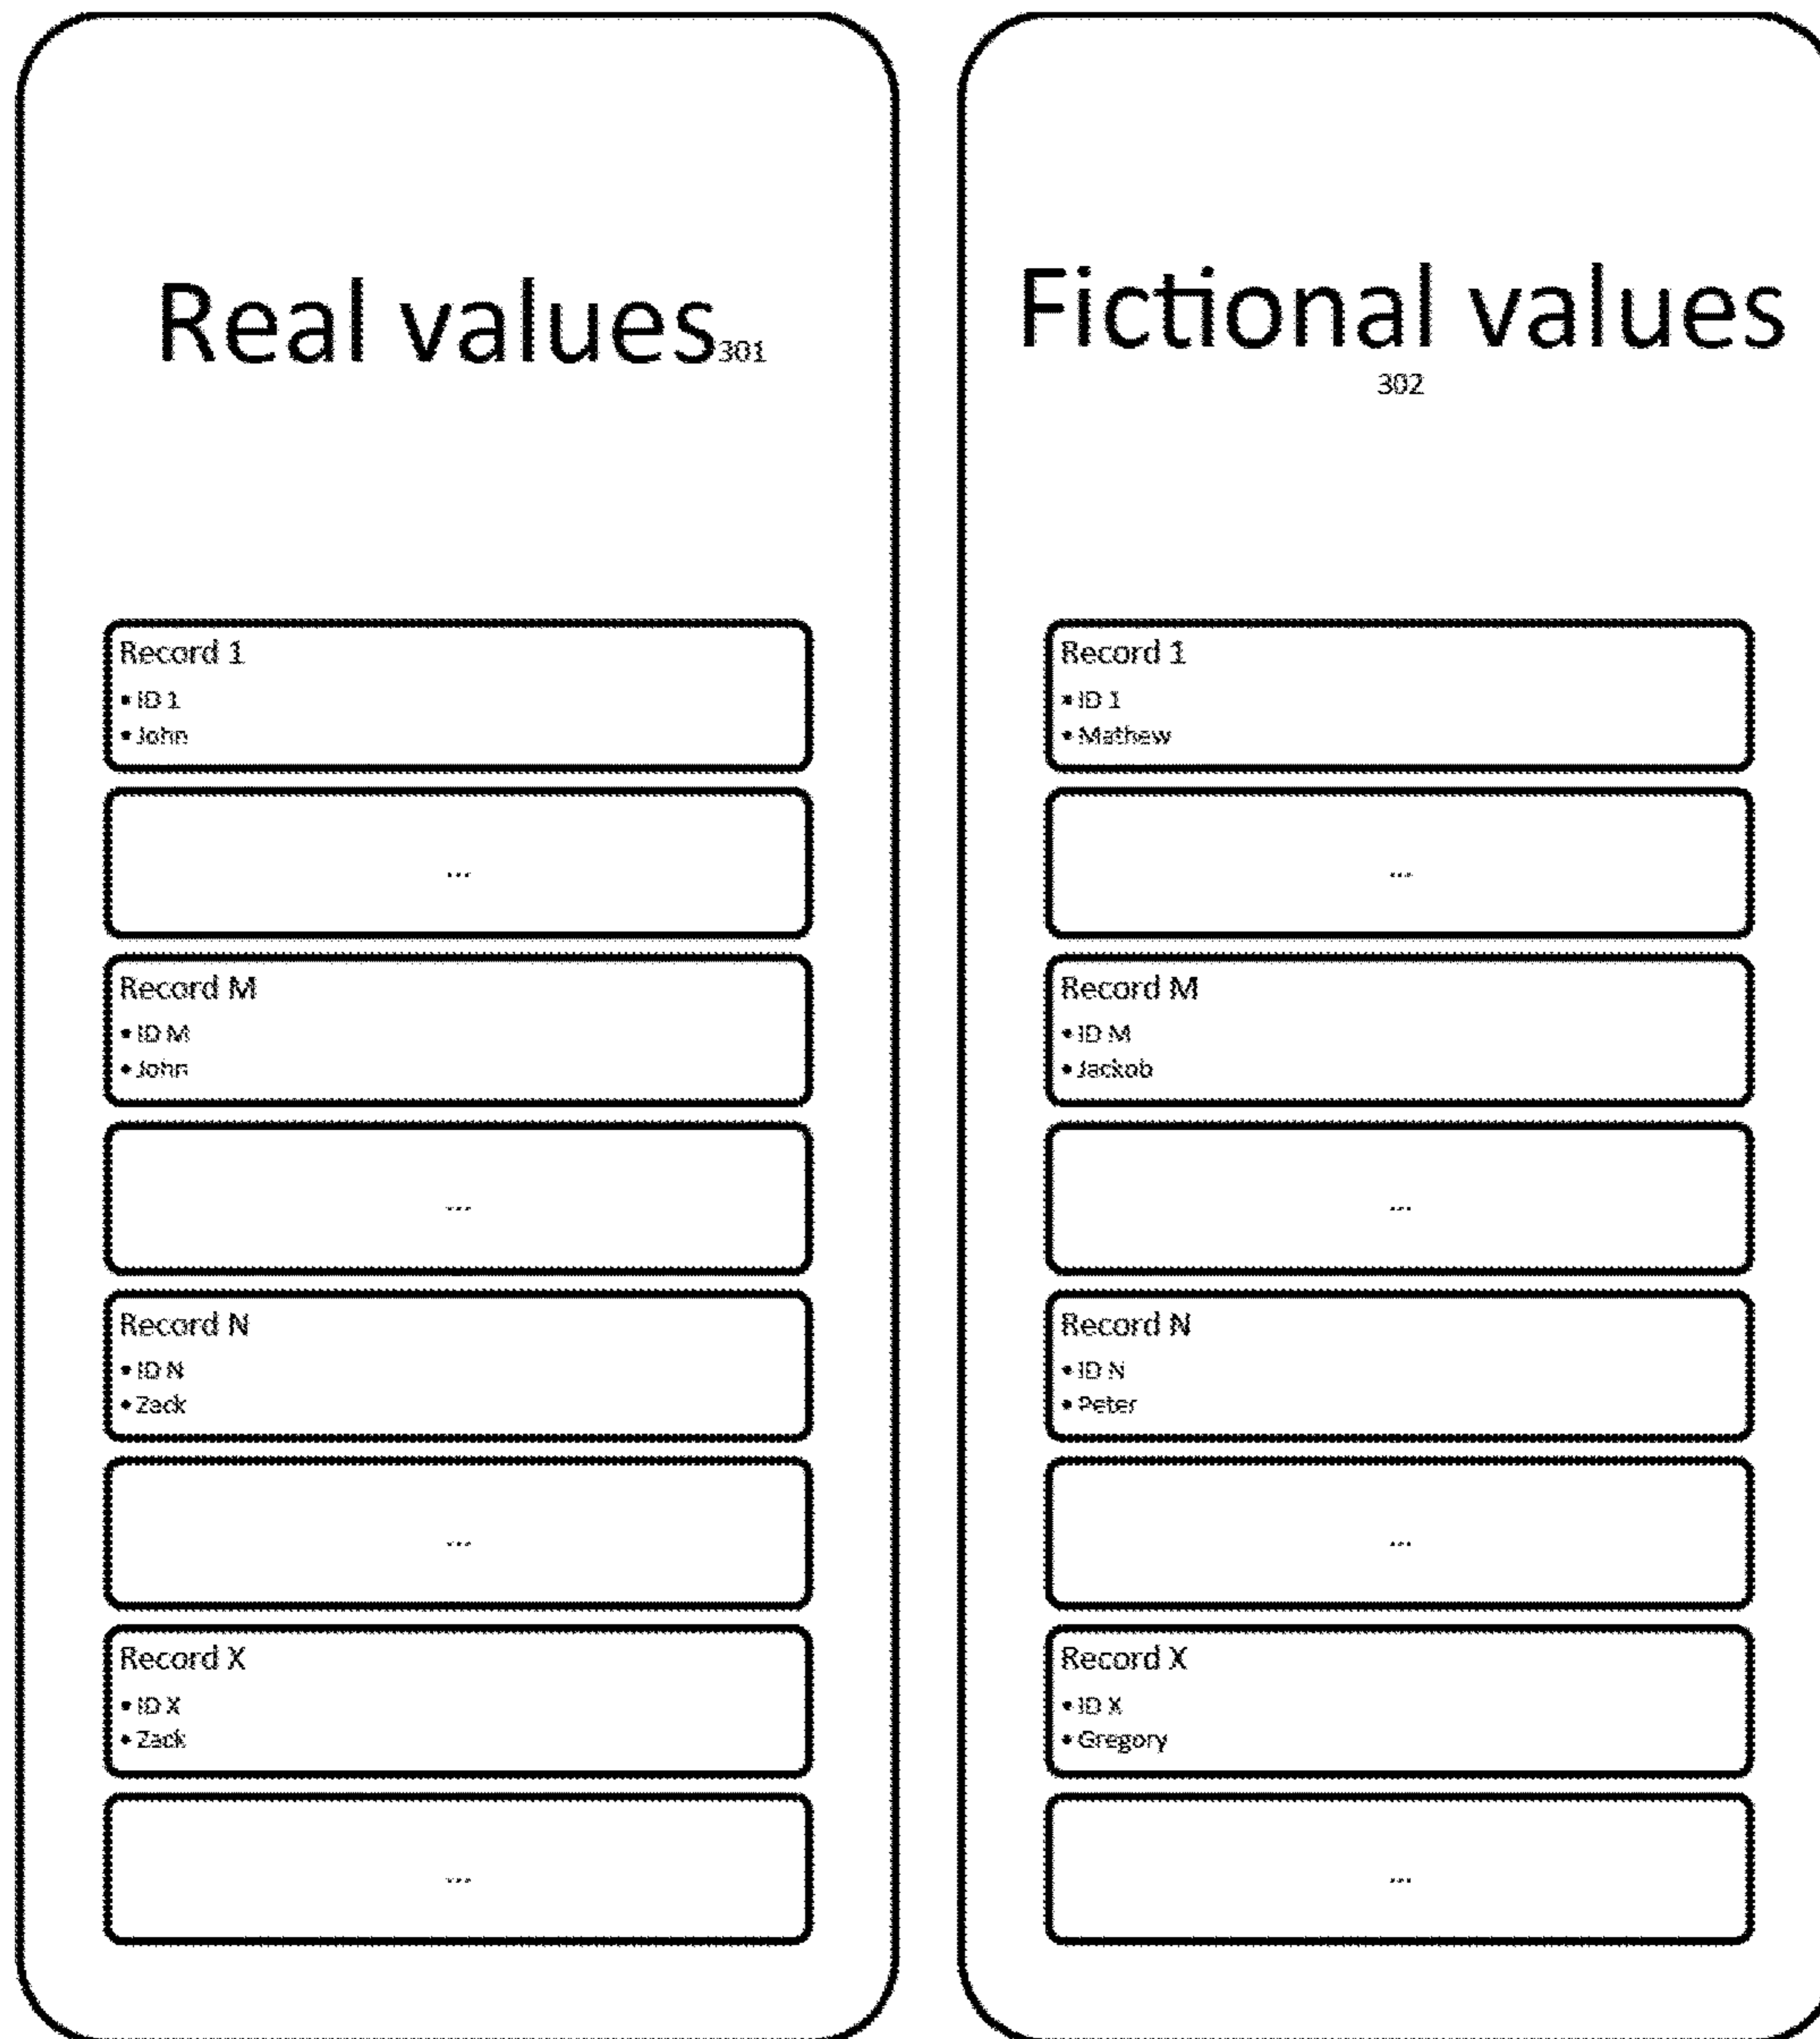 Real values301
Record 1
• ID 1
• John
...
Record M
• ID M
• John
...
Record N
• ID N
• Zack
...
Record X
• ID X
• Zack
...
Fictional values
302
Record 1
• ID 1
• Mathew
...
Record M
• ID M
• Jackob
...
Record N
• ID N
• Peter
...
Record X
• ID X
• Gregory
...